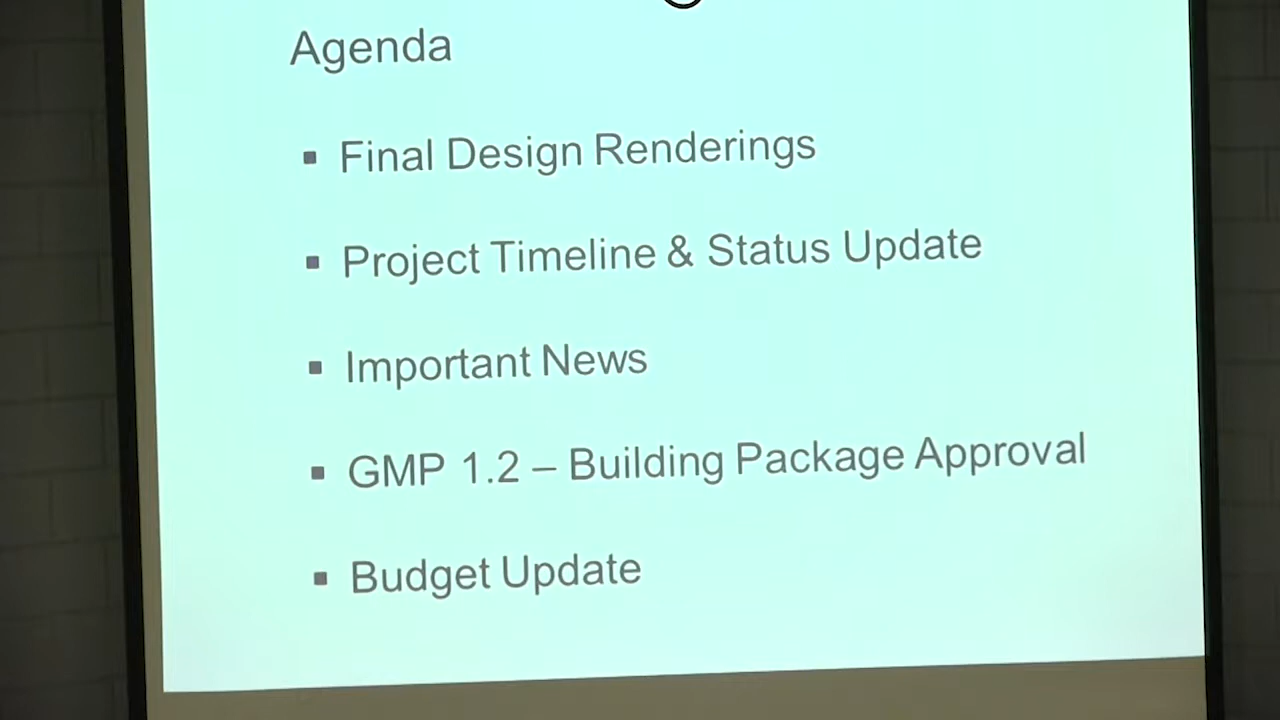 Agenda
▪ Final Design Renderings
▪ Project Timeline & Status Update
▪ Important News
▪ GMP 1.2 – Building Package Approval
▪ Budget Update